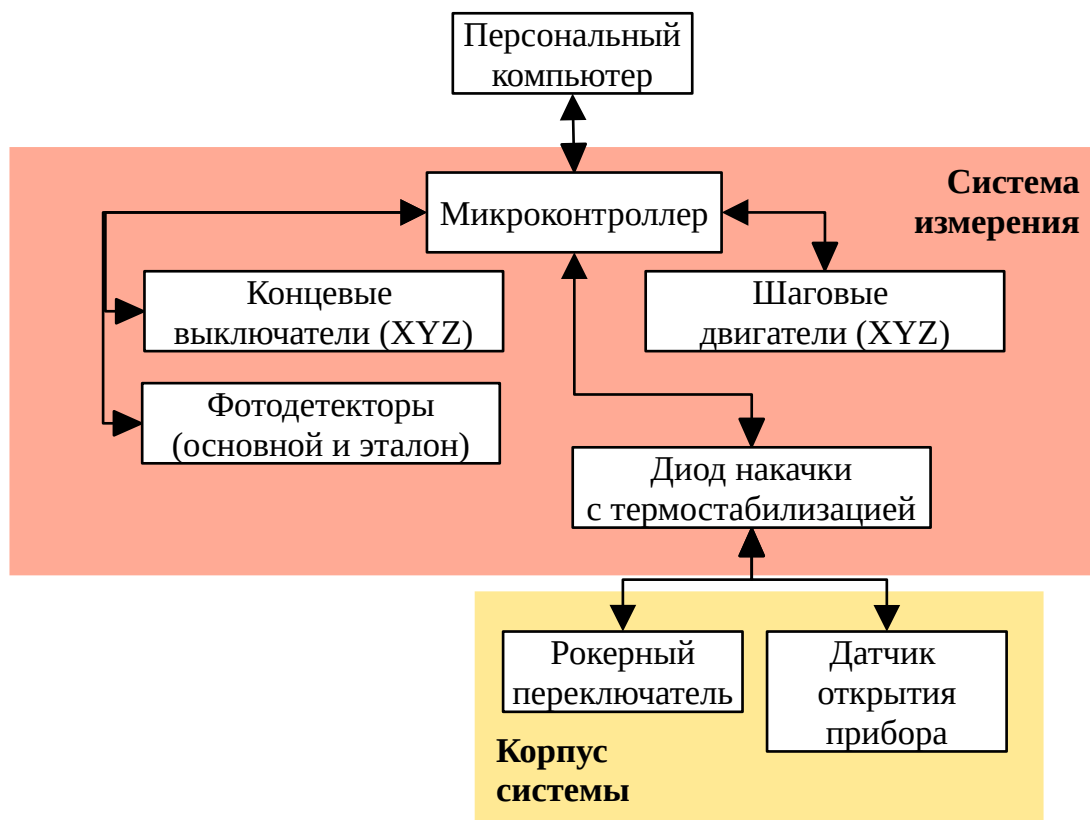 Персональный
компьютер
Система
измерения
Микроконтроллер
Концевые
выключатели (XYZ)
Шаговые
двигатели (XYZ)
Фотодетекторы
(основной и эталон)
Диод накачки
с термостабилизацией
Рокерный
переключатель
Датчик
открытия
прибора
Корпус
системы